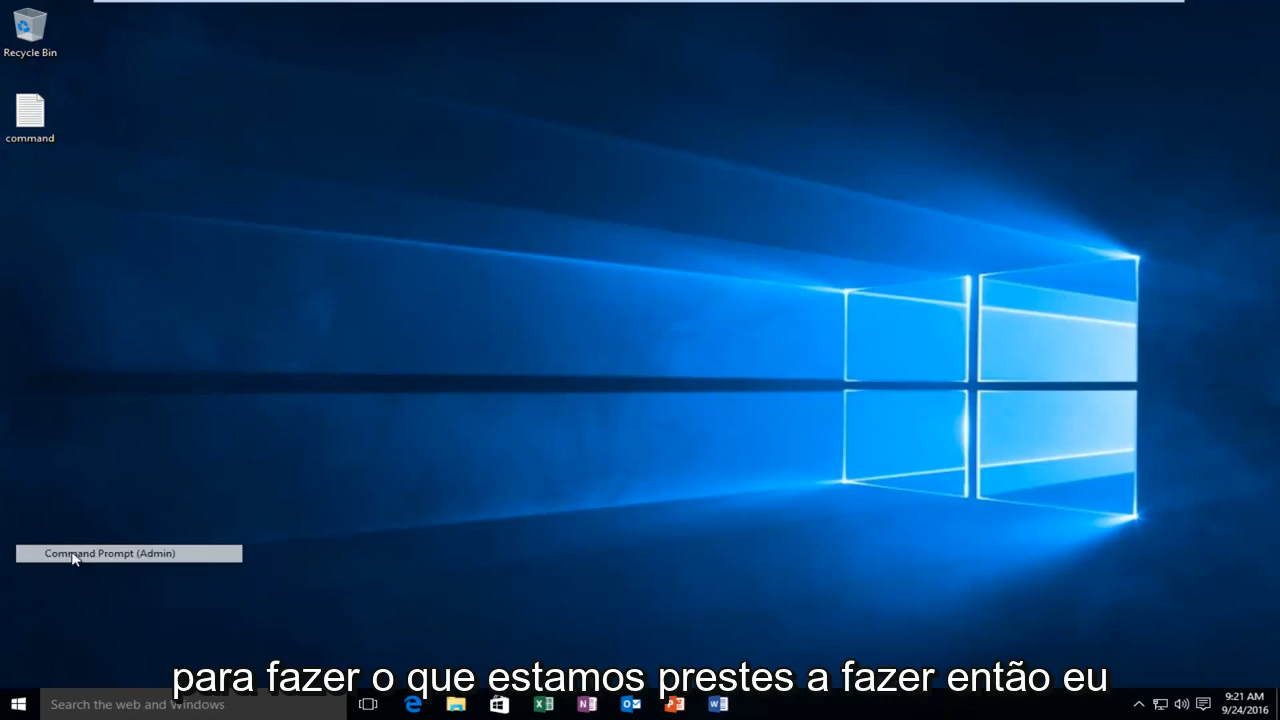 Recycle Bin
command
Command Prompt (Admin)
para fazer o que estamos prestes a fazer então eu
Search the web and Windows
9:21 AM
9/24/2016